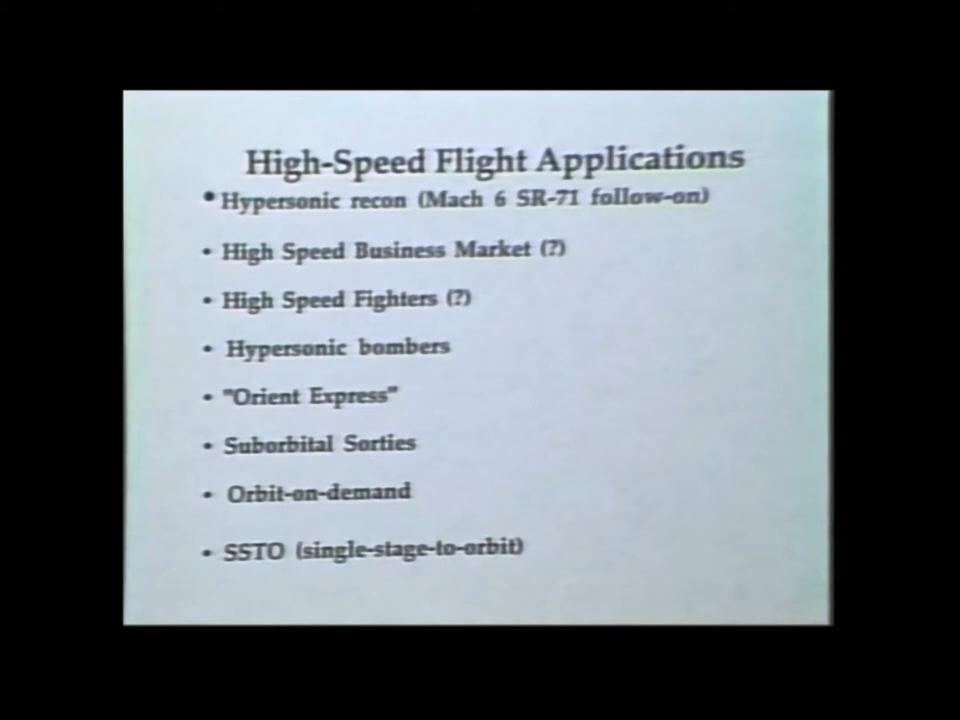 High-Speed Flight Applications
• Hypersonic recon (Mach 6 SR-71 follow-on)
• High Speed Business Market (?)
• High Speed Fighters (?)
• Hypersonic bombers
• "Orient Express"
• Suborbital Sorties
• Orbit-on-demand
• SSTO (single-stage-to-orbit)